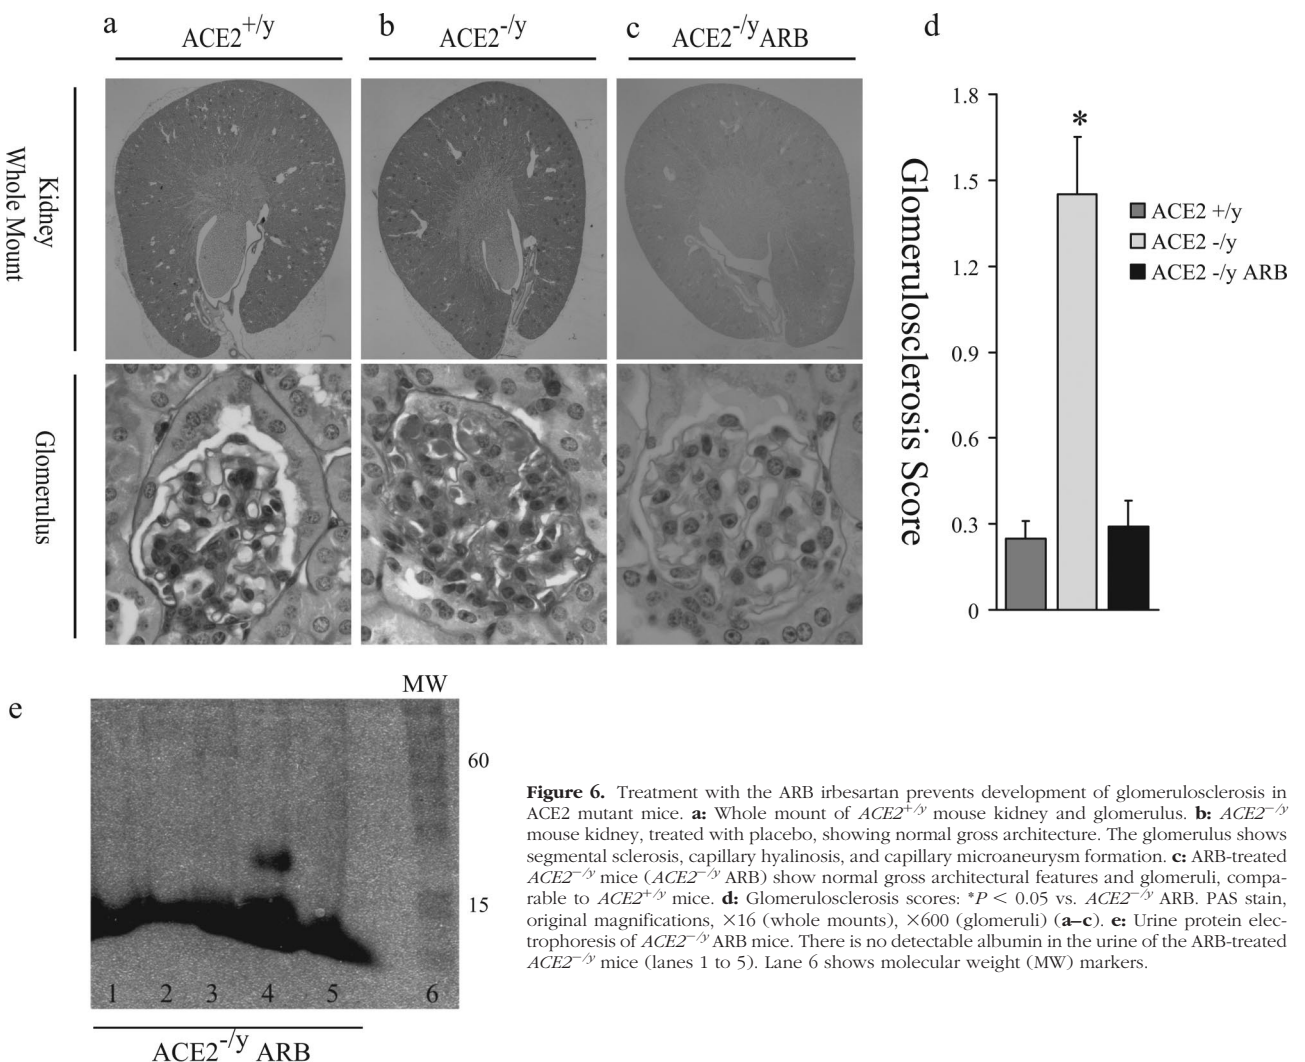 a
ACE2+/y
b
ACE2-/y
c
ACE2-/y ARB
d
Kidney
Whole Mount
Glomerulus
Glomerulosclerosis Score
1.8
1.5
1.2
0.9
0.6
0.3
0
*
ACE2 +/y
ACE2 -/y
ACE2 -/y ARB
e
MW
60
15
1 2 3 4 5 6
ACE2-/y ARB
Figure 6. Treatment with the ARB irbesartan prevents development of glomerulosclerosis in
ACE2 mutant mice. a: Whole mount of ACE2+/y mouse kidney and glomerulus. b: ACE2−/y
mouse kidney, treated with placebo, showing normal gross architecture. The glomerulus shows
segmental sclerosis, capillary hyalinosis, and capillary microaneurysm formation. c: ARB-treated
ACE2−/y mice (ACE2−/y ARB) show normal gross architectural features and glomeruli, compa-
rable to ACE2+/y mice. d: Glomerulosclerosis scores: *P < 0.05 vs. ACE2−/y ARB. PAS stain,
original magnifications, ×16 (whole mounts), ×600 (glomeruli) (a–c). e: Urine protein elec-
trophoresis of ACE2−/y ARB mice. There is no detectable albumin in the urine of the ARB-treated
ACE2−/y mice (lanes 1 to 5). Lane 6 shows molecular weight (MW) markers.